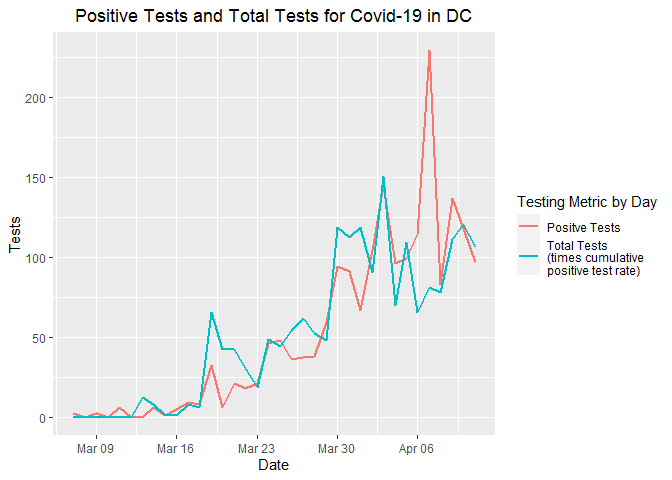 Positive Tests and Total Tests for Covid-19 in DC
200
150
100
50
0
Tests
Mar 09
Mar 16
Mar 23
Mar 30
Apr 06
Date
Testing Metric by Day
Positve Tests
Total Tests
(times cumulative
positive test rate)